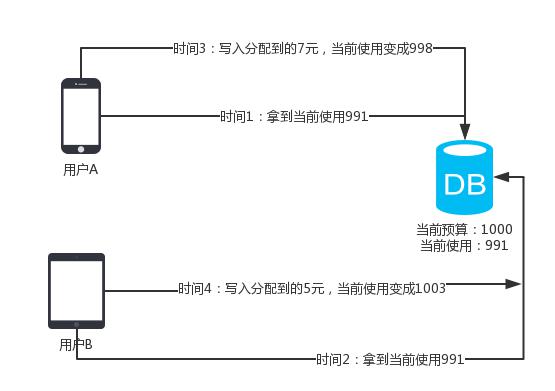 时间3：写入分配到的7元，当前使用变成998
时间1：拿到当前使用991
用户A
DB
当前预算：1000
当前使用：991
时间4：写入分配到的5元，当前使用变成1003
用户B
时间2：拿到当前使用991